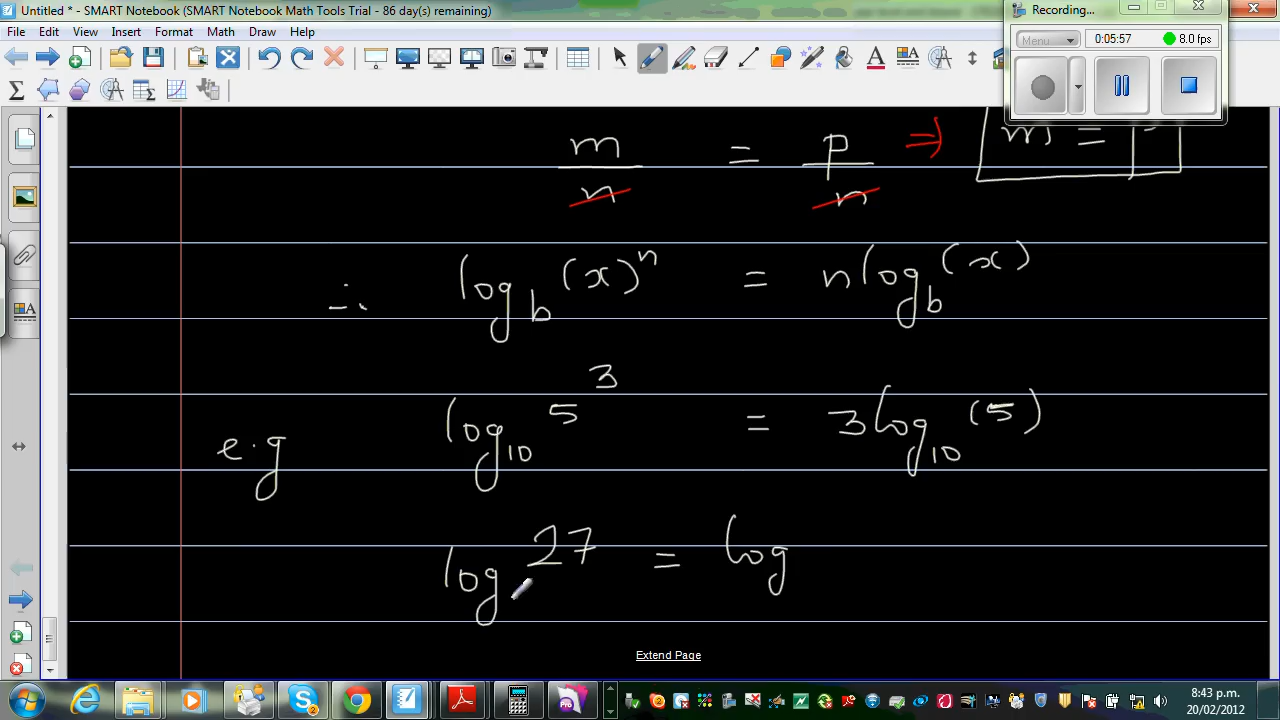 Untitled * - SMART Notebook (SMART Notebook Math Tools Trial - 86 day(s) remaining)
Recording...
File Edit View Insert Format Math Draw Help
Menu 0:05:57 8.0 fps
m/n = p/n ⇒ m = p
∴ log_b (x)^n = n log_b (x)
e.g log_10 5^3 = 3 log_10 (5)
log 27 = log
Extend Page
8:43 p.m.
20/02/2012